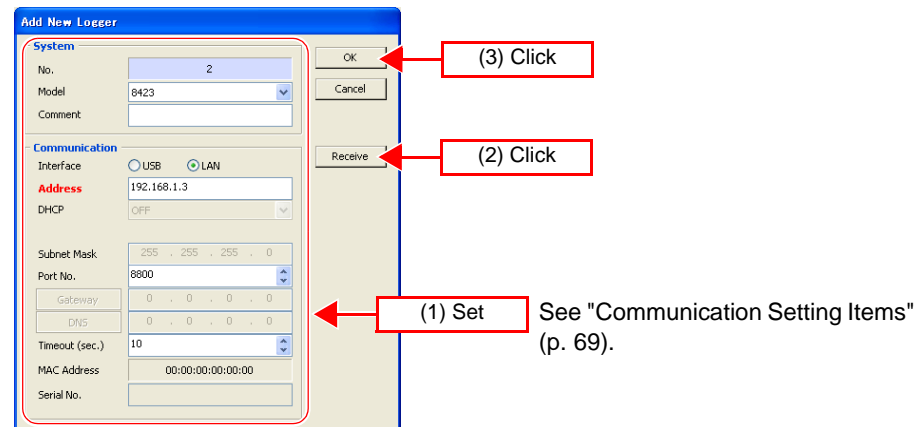 Add New Logger
System
No. 2
Model 8423
Comment
Communication
Interface USB LAN
Address 192.168.1.3
DHCP OFF
Subnet Mask 255 . 255 . 255 . 0
Port No. 8800
Gateway 0 . 0 . 0 . 0
DNS 0 . 0 . 0 . 0
Timeout (sec.) 10
MAC Address 00:00:00:00:00:00
Serial No.
OK
Cancel
Receive
(3) Click
(2) Click
(1) Set
See "Communication Setting Items"
(p. 69).